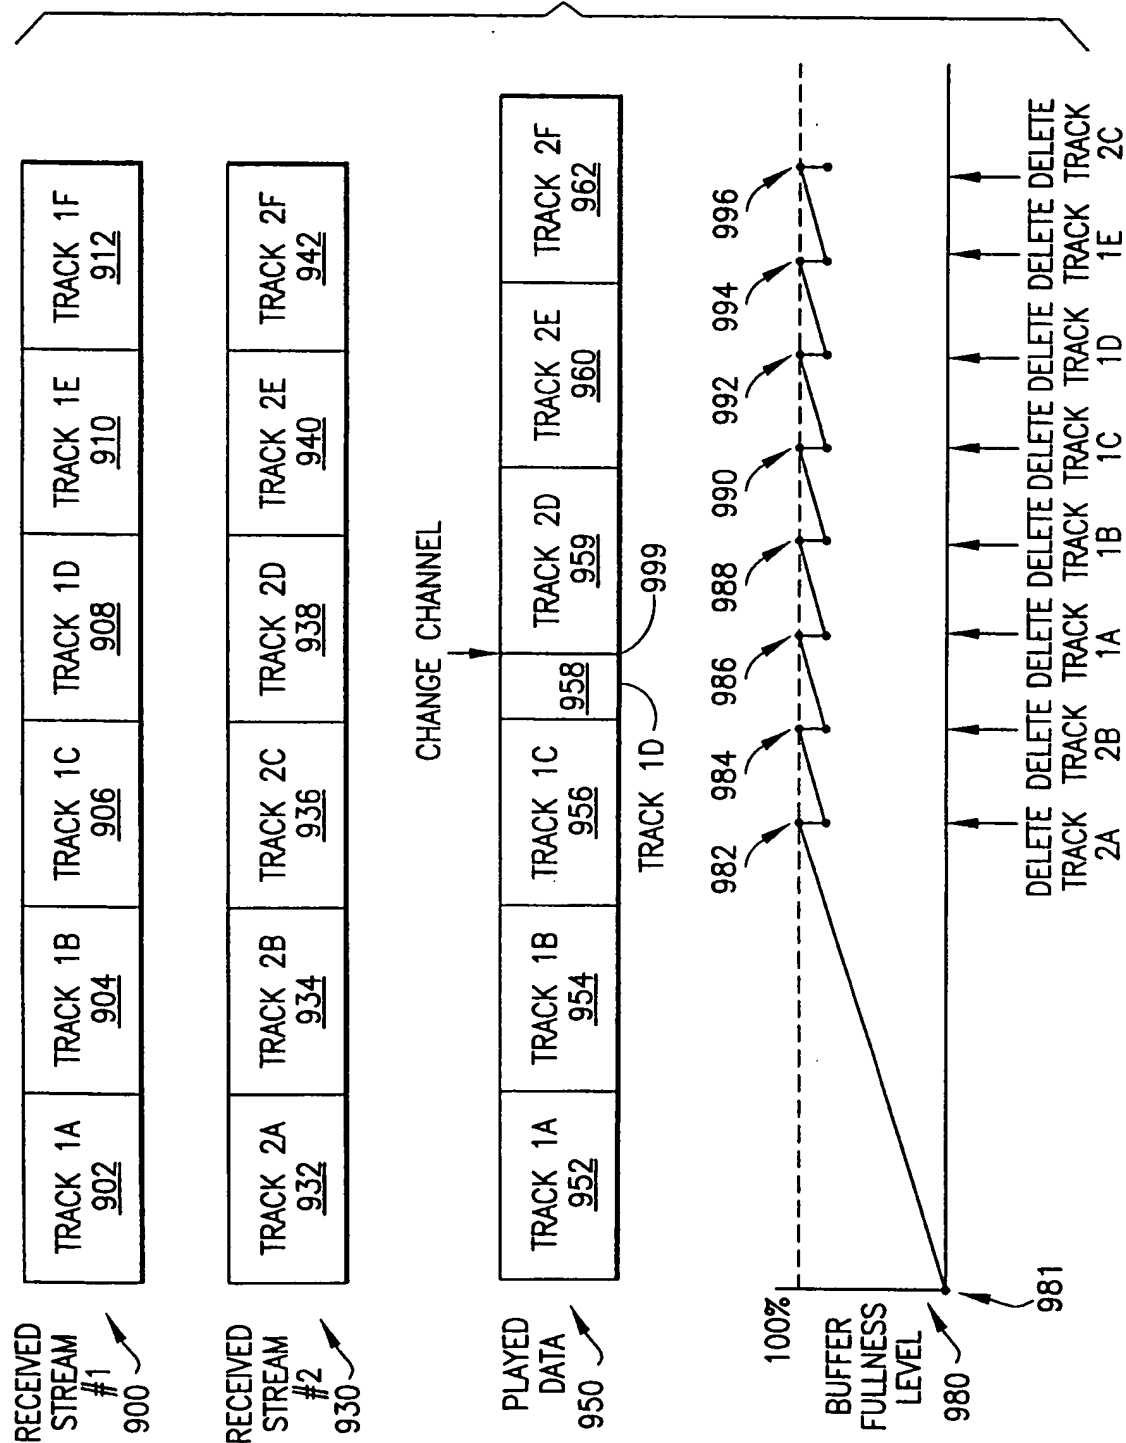 RECEIVED
STREAM
#1
900
TRACK 1A
902
TRACK 1B
904
TRACK 1C
906
TRACK 1D
908
TRACK 1E
910
TRACK 1F
912
RECEIVED
STREAM
#2
930
TRACK 2A
932
TRACK 2B
934
TRACK 2C
936
TRACK 2D
938
TRACK 2E
940
TRACK 2F
942
CHANGE CHANNEL
PLAYED
DATA
950
TRACK 1A
952
TRACK 1B
954
TRACK 1C
956
958
TRACK 2D
959
TRACK 2E
960
TRACK 2F
962
TRACK 1D
999
100%
BUFFER
FULLNESS
LEVEL
980
981
982
984
986
988
990
992
994
996
DELETE
TRACK
2A
DELETE
TRACK
2B
DELETE
TRACK
1A
DELETE
TRACK
1B
DELETE
TRACK
1C
DELETE
TRACK
1D
DELETE
TRACK
1E
DELETE
TRACK
2C